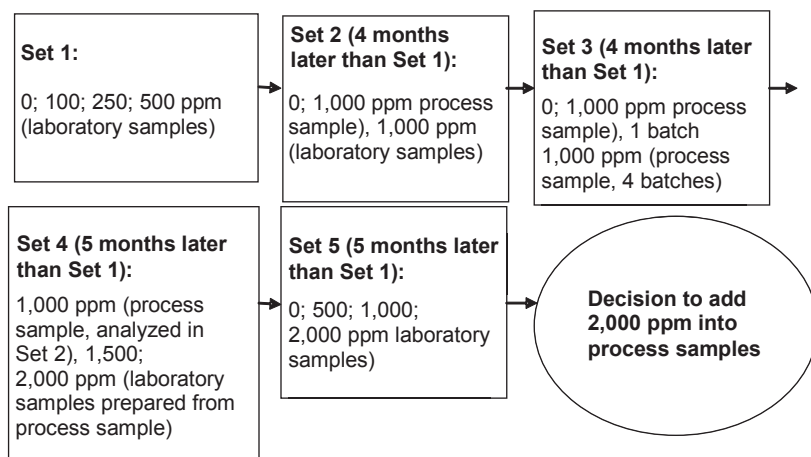 Set 1:
0; 100; 250; 500 ppm
(laboratory samples)
Set 2 (4 months
later than Set 1):
0; 1,000 ppm process
sample), 1,000 ppm
(laboratory samples)
Set 3 (4 months
later than Set 1):
0; 1,000 ppm process
sample), 1 batch
1,000 ppm (process
sample, 4 batches)
Set 4 (5 months later
than Set 1):
1,000 ppm (process
sample, analyzed in
Set 2), 1,500;
2,000 ppm (laboratory
samples prepared from
process sample)
Set 5 (5 months later
than Set 1):
0; 500; 1,000;
2,000 ppm laboratory
samples)
Decision to add
2,000 ppm into
process samples